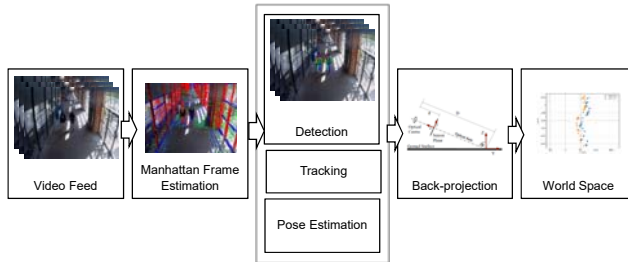 Video Feed
Manhattan Frame
Estimation
Detection
Tracking
Pose Estimation
Back-projection
World Space